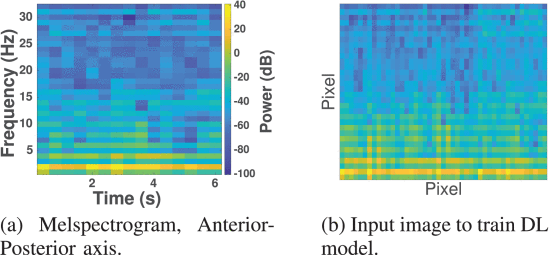 30
25
20
15
10
5
Frequency (Hz)
2
4
6
Time (s)
40
20
0
-20
-40
-60
-80
-100
Power (dB)
Pixel
Pixel
(a) Melspectrogram, Anterior-
Posterior axis.
(b) Input image to train DL
model.